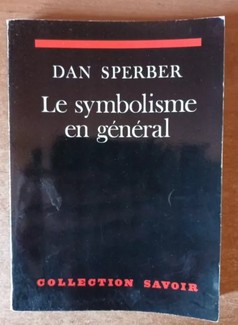 DAN SPERBER
Le symbolisme
en général
COLLECTION SAVOIR